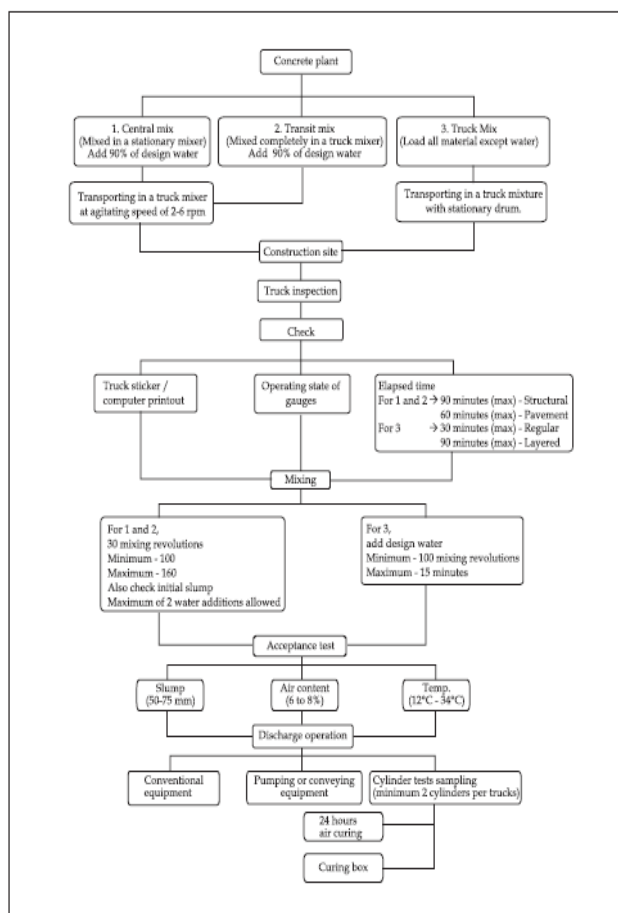 Concrete plant
1. Central mix
(Mixed in a stationary mixer)
Add 90% of design water
2. Transit mix
(Mixed completely in a truck mixer)
Add 90% of design water
3. Truck Mix
(Load all material except water)
Transporting in a truck mixer
at agitating speed of 2-6 rpm
Transporting in a truck mixture
with stationary drum.
Construction site
Truck inspection
Check
Truck sticker /
computer printout
Operating state of
gauges
Elapsed time
For 1 and 2 → 90 minutes (max) - Structural
60 minutes (max) - Pavement
For 3 → 30 minutes (max) - Regular
90 minutes (max) - Layered
Mixing
For 1 and 2,
30 mixing revolutions
Minimum - 100
Maximum - 160
Also check initial slump
Maximum of 2 water additions allowed
For 3,
add design water
Minimum - 100 mixing revolutions
Maximum - 15 minutes
Acceptance test
Slump
(50-75 mm)
Air content
(6 to 8%)
Temp.
(12°C - 34°C)
Discharge operation
Conventional
equipment
Pumping or conveying
equipment
Cylinder tests sampling
(minimum 2 cylinders per trucks)
24 hours
air curing
Curing box